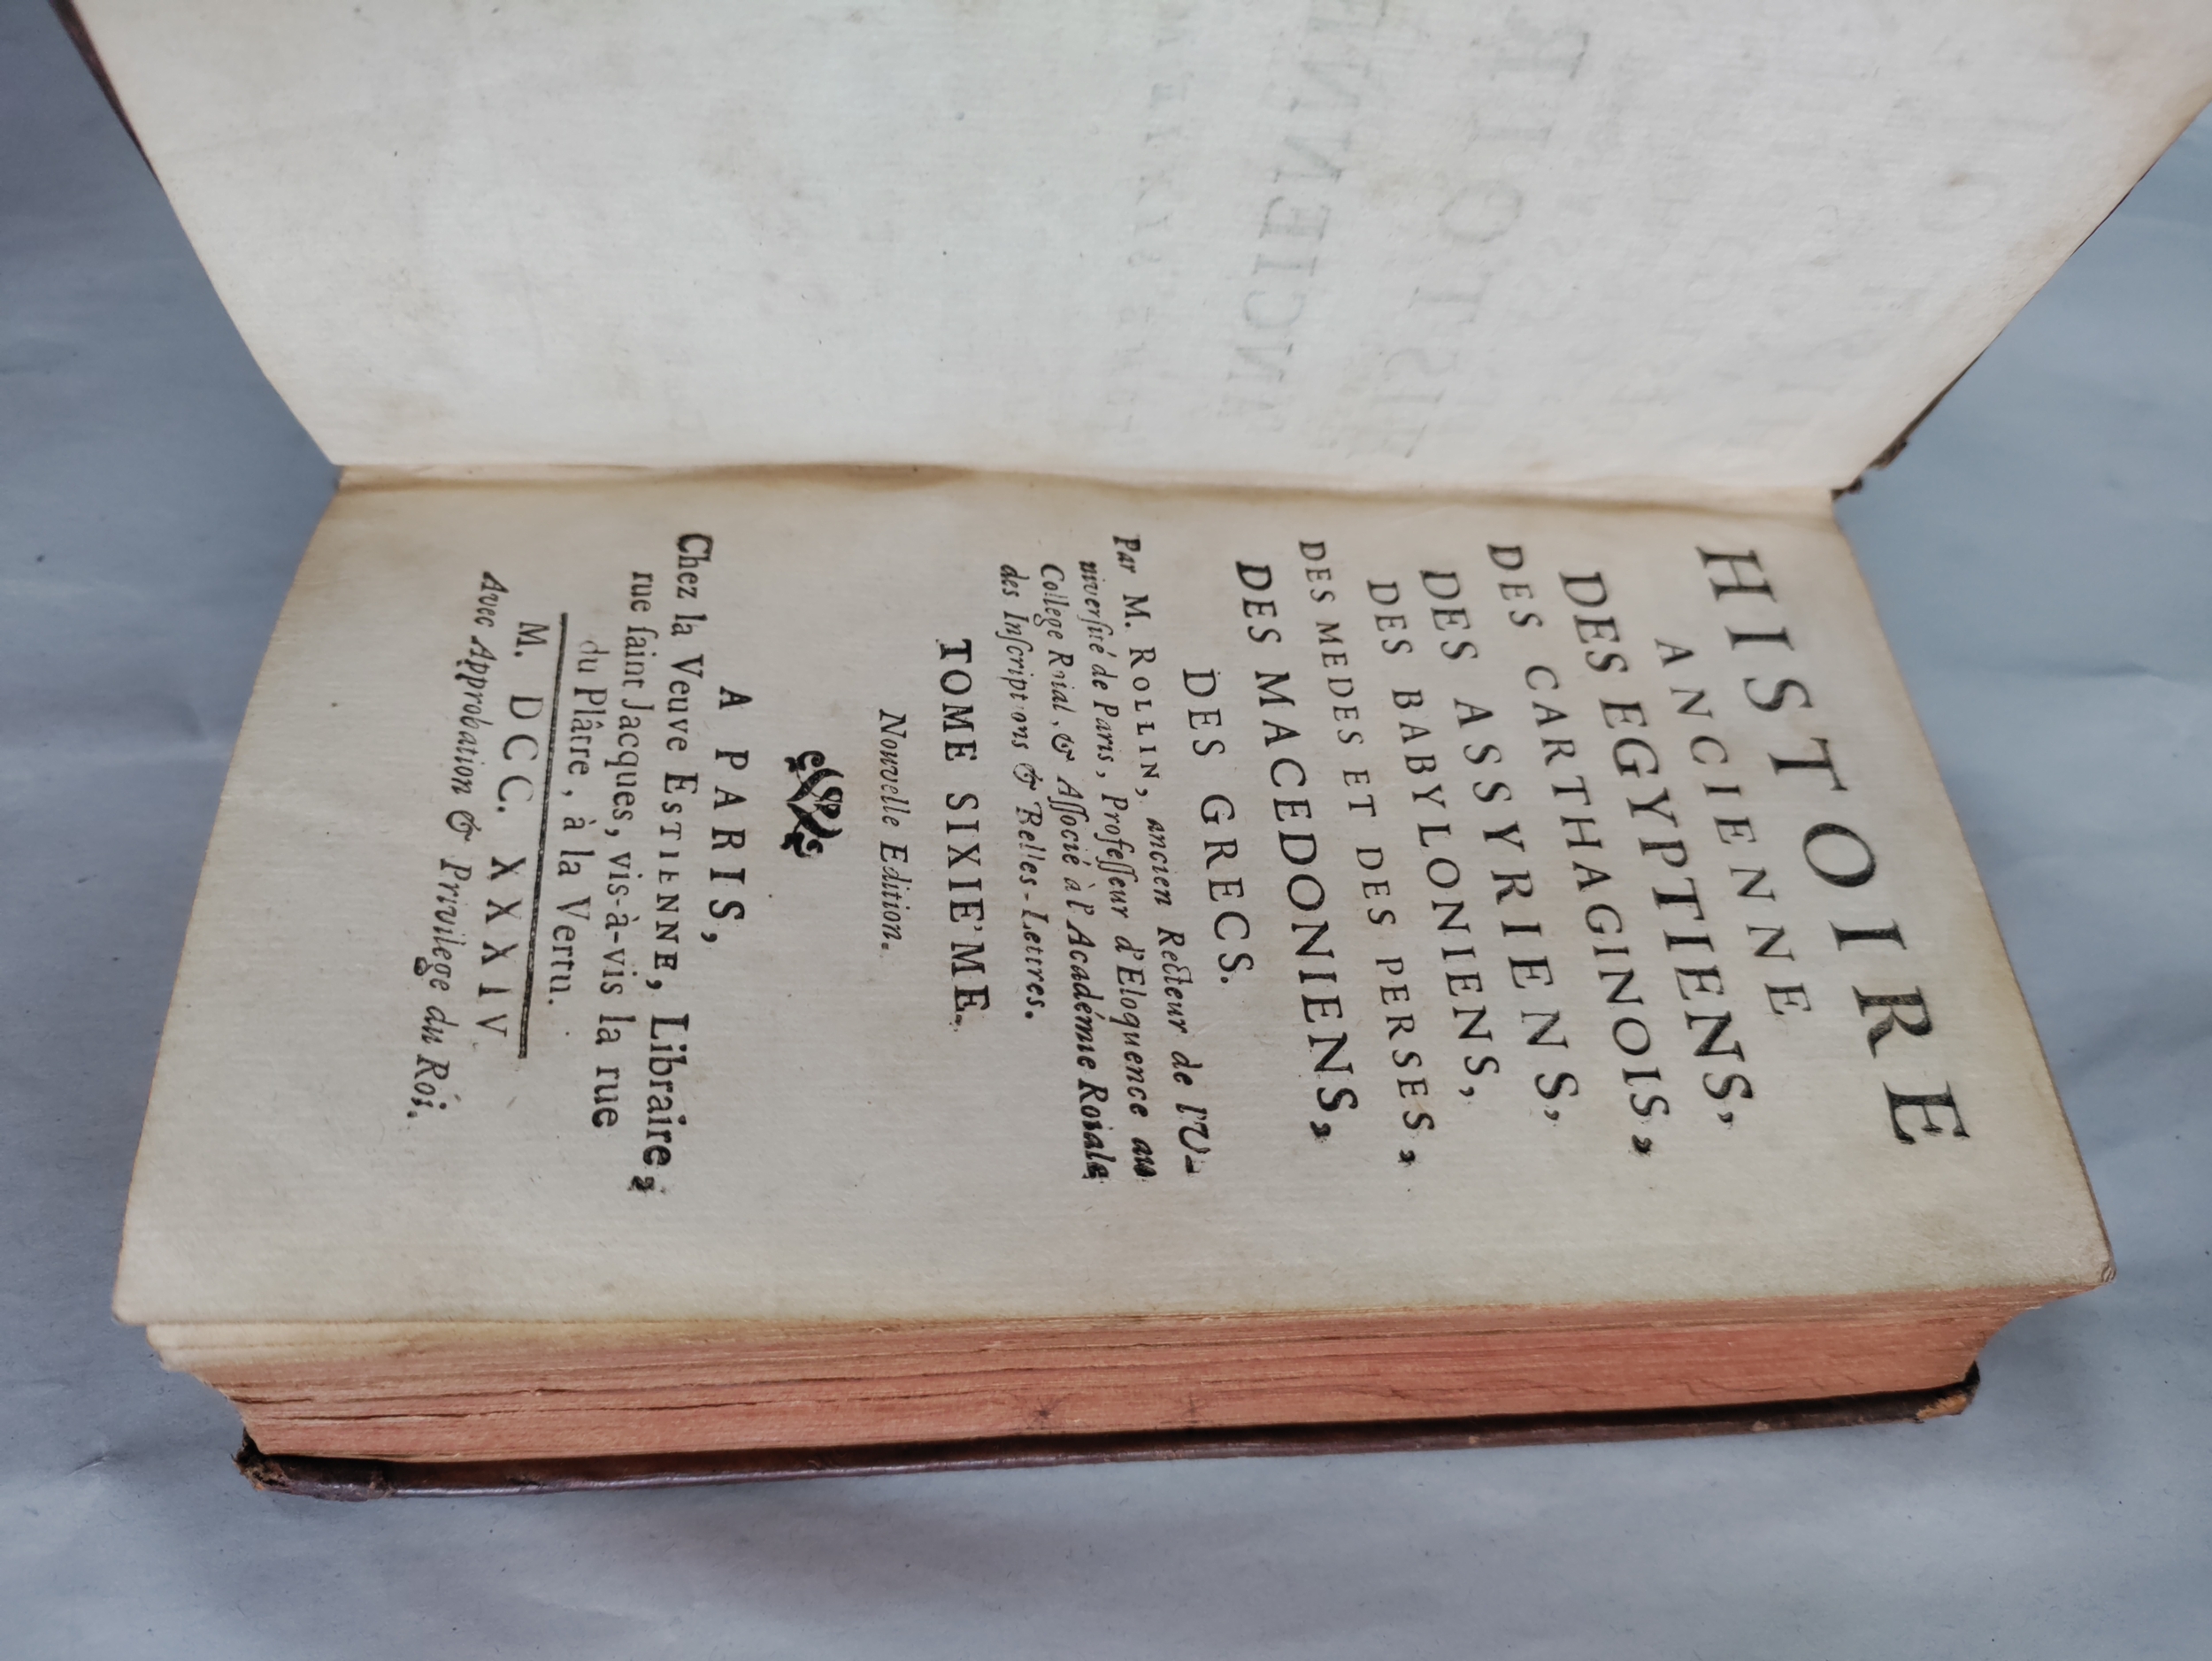 HISTOIRE
ANCIENNE
DES EGYPTIENS,
DES CARTHAGINOIS,
DES ASSYRIENS,
DES BABYLONIENS,
DES MEDES ET DES PERSES,
DES MACEDONIENS,
DES GRECS.
Par M. ROLLIN, ancien Recteur de l'U-
niverſité de Paris, Profeſſeur d'Eloquence au
College Roial, & Aſſocié à l'Académie Roiale
des Inſcriptions & Belles-Lettres.
TOME SIXIE'ME.
Nouvelle Edition.
A PARIS,
Chez la Veuve ESTIENNE, Libraire,
rue ſaint Jacques, vis-à-vis la rue
du Plâtre, à la Vertu.
M. DCC. XXXIV.
Avec Approbation & Privilege du Roi.